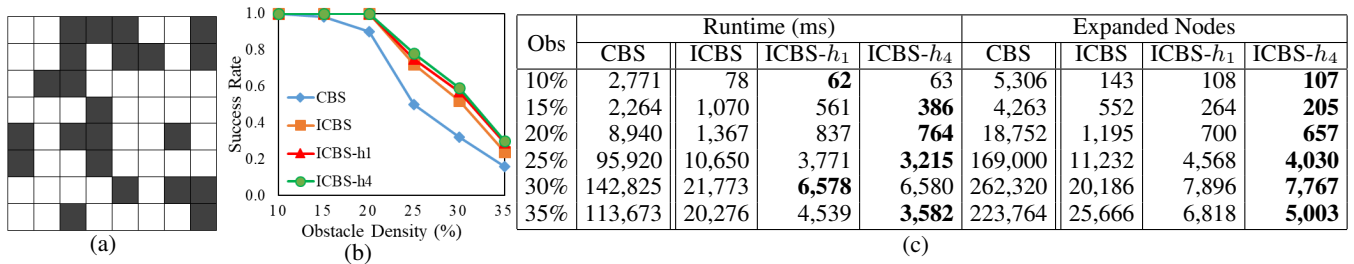 (a)
Success Rate
1.0
0.8
0.6
0.4
0.2
0.0
CBS
ICBS
ICBS-h1
ICBS-h4
10 15 20 25 30 35
Obstacle Density (%)
(b)
Obs Runtime (ms) Expanded Nodes
CBS ICBS ICBS-h₁ ICBS-h₄ CBS ICBS ICBS-h₁ ICBS-h₄
10% 2,771 78 62 63 5,306 143 108 107
15% 2,264 1,070 561 386 4,263 552 264 205
20% 8,940 1,367 837 764 18,752 1,195 700 657
25% 95,920 10,650 3,771 3,215 169,000 11,232 4,568 4,030
30% 142,825 21,773 6,578 6,580 262,320 20,186 7,896 7,767
35% 113,673 20,276 4,539 3,582 223,764 25,666 6,818 5,003
(c)